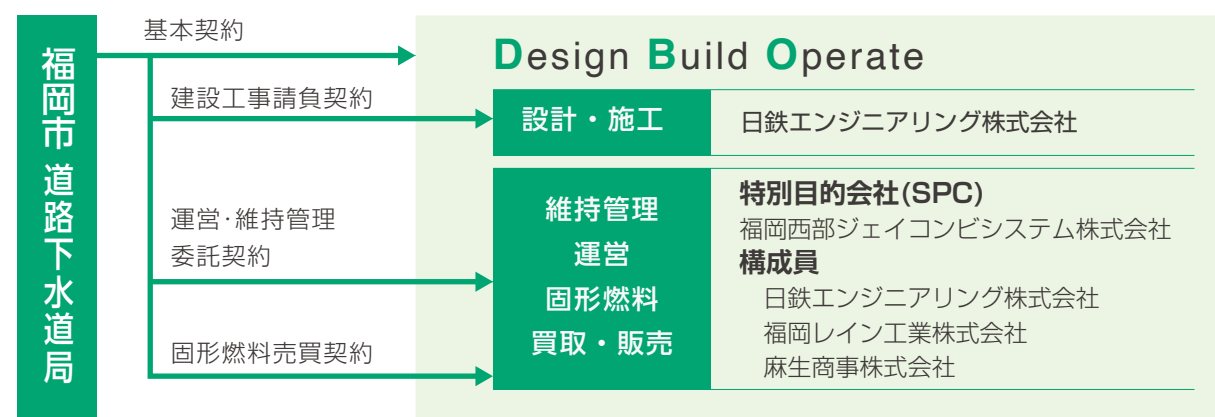 福岡市 道路下水道局
基本契約
建設工事請負契約
運営・維持管理
委託契約
固形燃料売買契約
Design Build Operate
設計・施工
日鉄エンジニアリング株式会社
維持管理
運営
固形燃料
買取・販売
特別目的会社(SPC)
福岡西部ジェイコンビシステム株式会社
構成員
日鉄エンジニアリング株式会社
福岡レイン工業株式会社
麻生商事株式会社